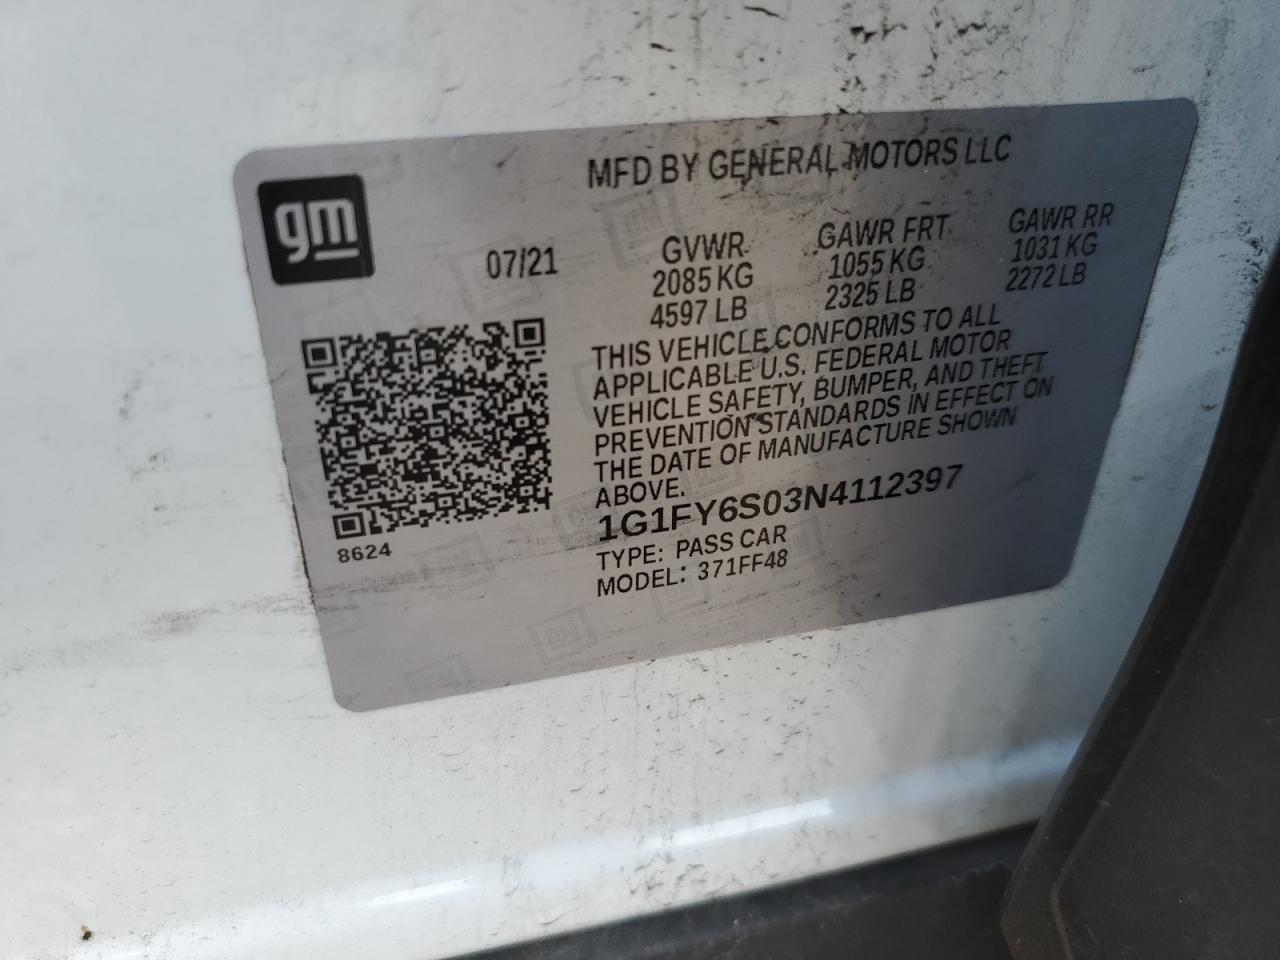 MFD BY GENERAL MOTORS LLC
gm
07/21
GVWR GAWR FRT GAWR RR
2085 KG 1055 KG 1031 KG
4597 LB 2325 LB 2272 LB
THIS VEHICLE CONFORMS TO ALL
APPLICABLE U.S. FEDERAL MOTOR
VEHICLE SAFETY, BUMPER, AND THEFT
PREVENTION STANDARDS IN EFFECT ON
THE DATE OF MANUFACTURE SHOWN
ABOVE.
1G1FY6S03N4112397
8624
TYPE: PASS CAR
MODEL: 371FF48